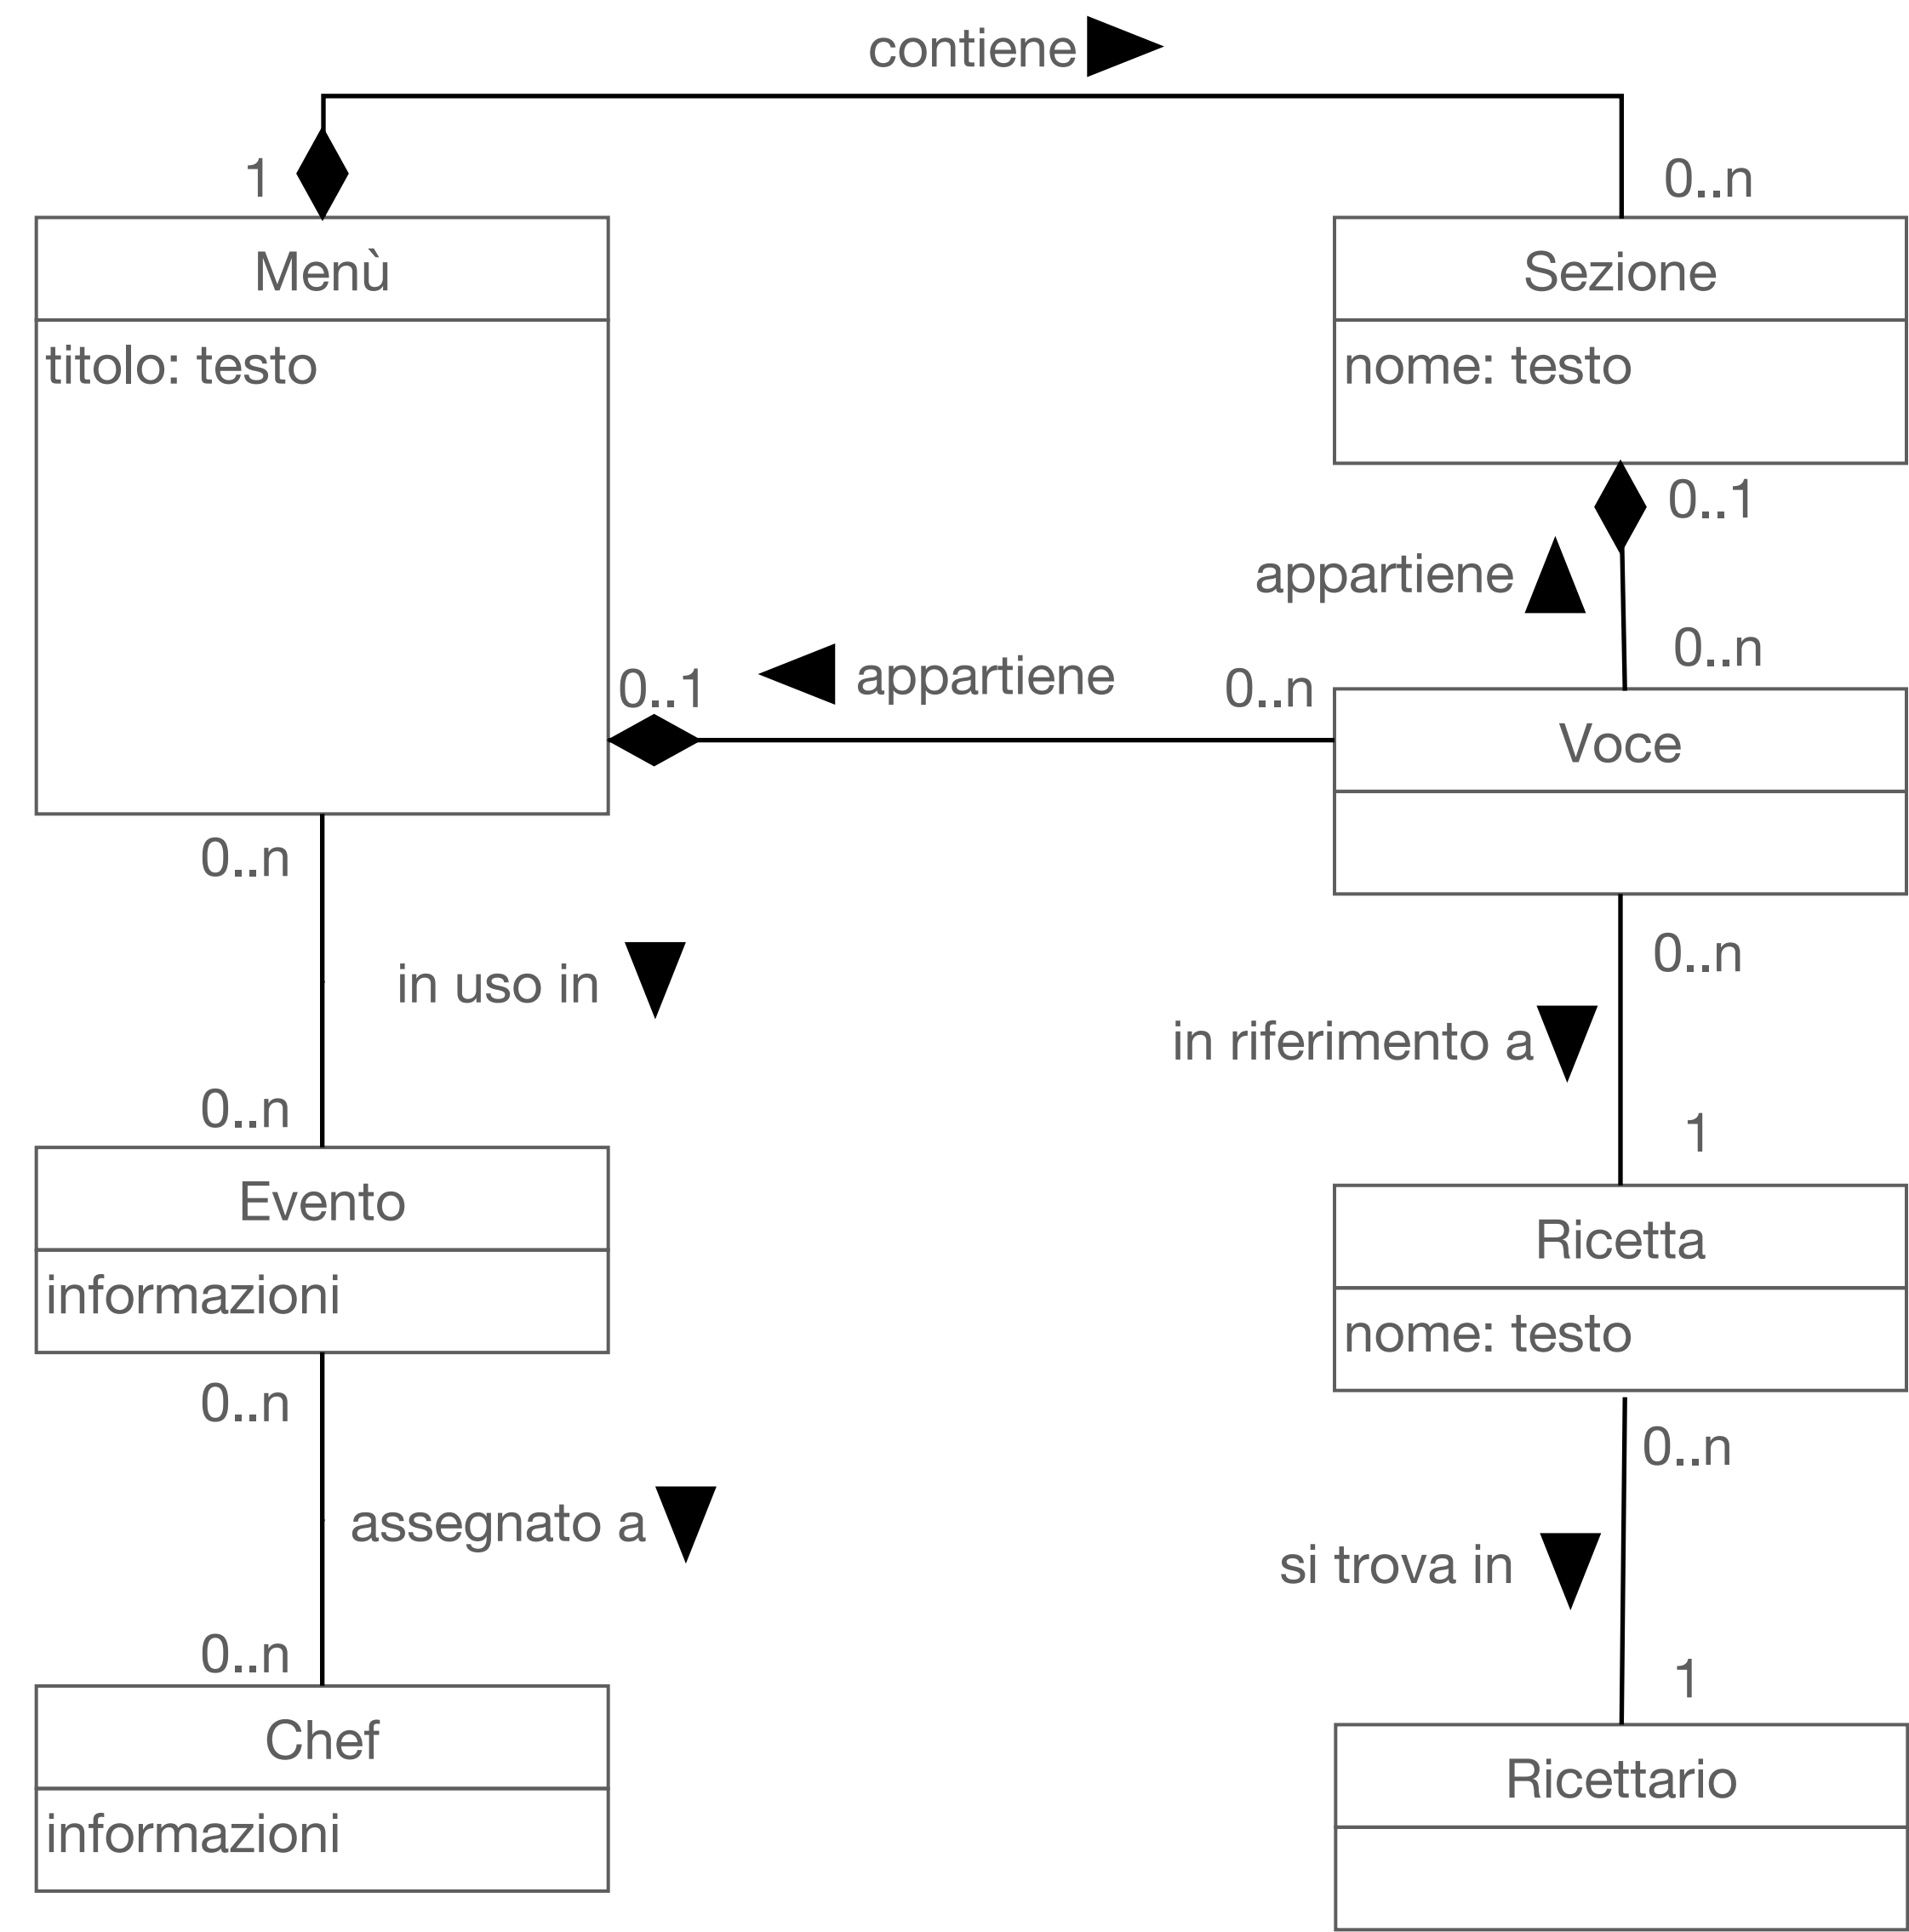 contiene
1
0..n
Menù
Sezione
titolo: testo
nome: testo
0..1
appartiene
0..n
0..1
appartiene
0..n
Voce
0..n
0..n
in uso in
in riferimento a
0..n
1
Evento
Ricetta
informazioni
nome: testo
0..n
0..n
assegnato a
si trova in
0..n
1
Chef
Ricettario
informazioni